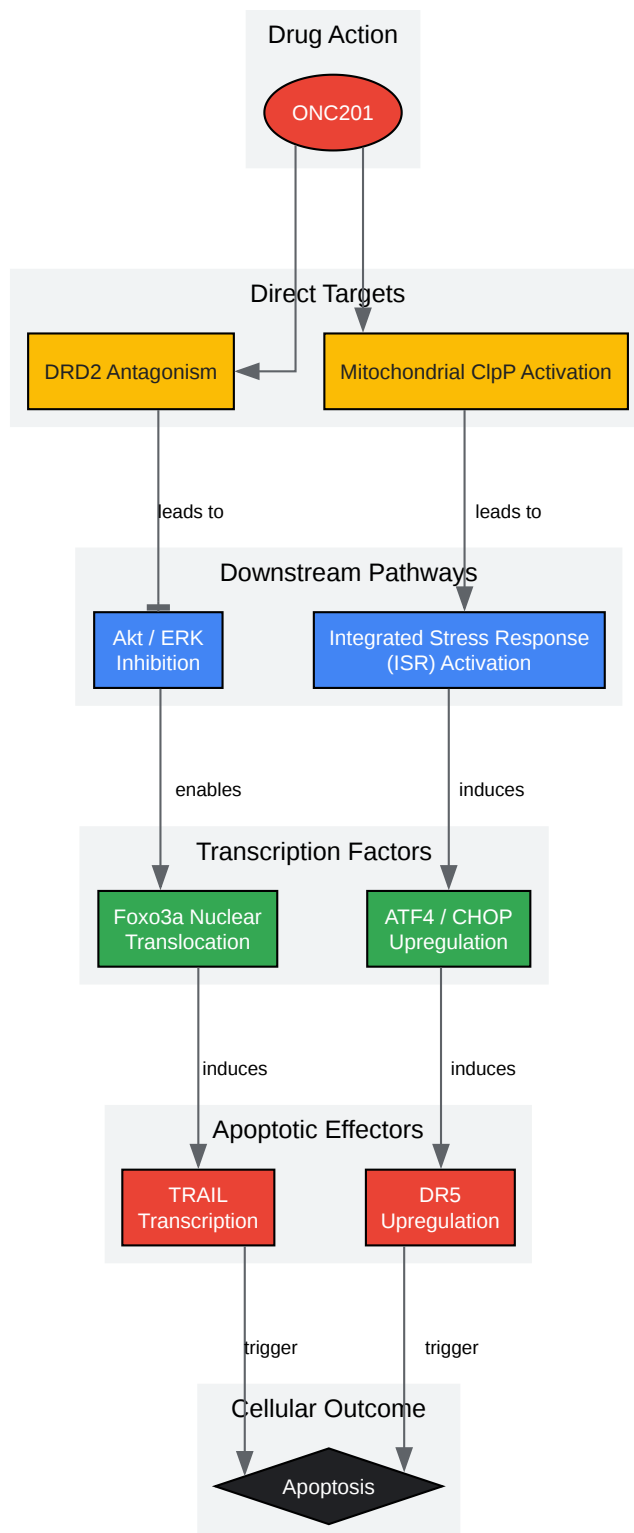 Drug Action
ONC201
Direct Targets
DRD2 Antagonism
Mitochondrial ClpP Activation
leads to
leads to
Downstream Pathways
Akt / ERK
Inhibition
Integrated Stress Response
(ISR) Activation
enables
induces
Transcription Factors
Foxo3a Nuclear
Translocation
ATF4 / CHOP
Upregulation
induces
induces
Apoptotic Effectors
TRAIL
Transcription
DR5
Upregulation
trigger
trigger
Cellular Outcome
Apoptosis